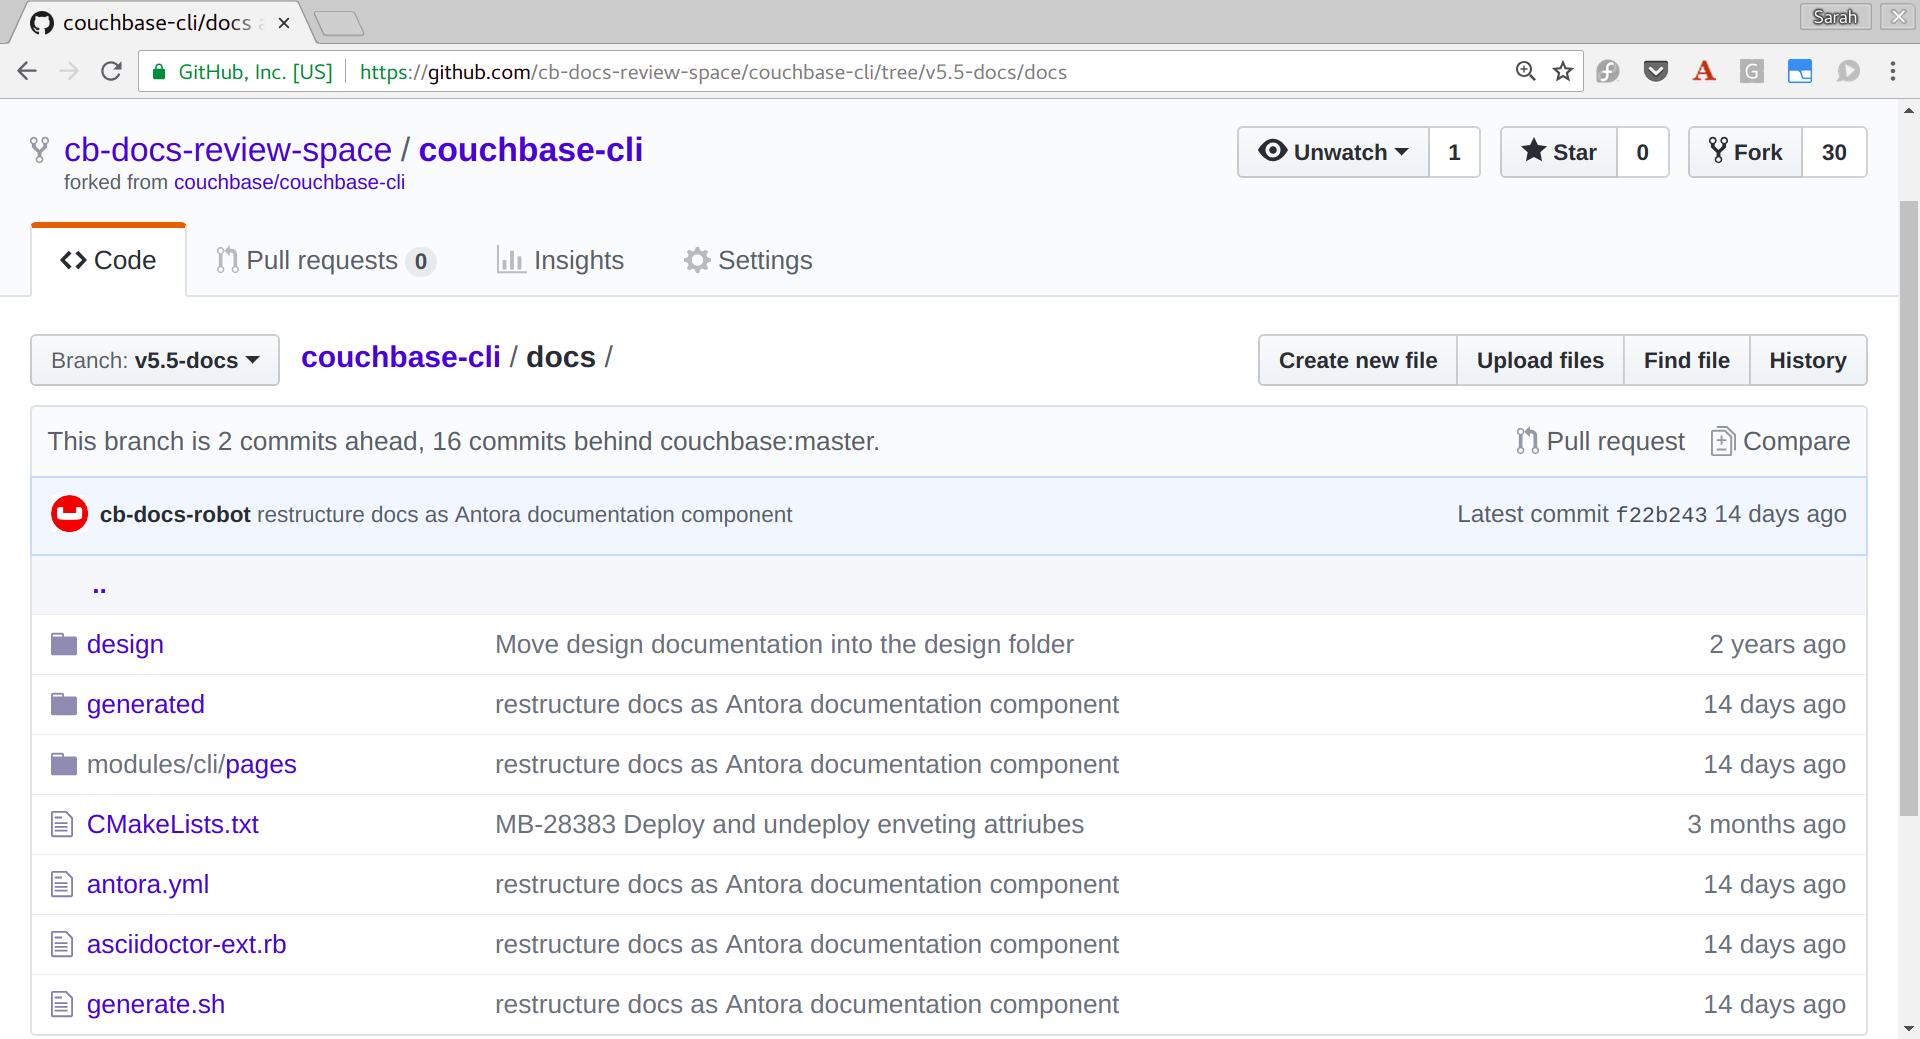 couchbase-cli/docs
Sarah
GitHub, Inc. [US] https://github.com/cb-docs-review-space/couchbase-cli/tree/v5.5-docs/docs
cb-docs-review-space / couchbase-cli
Unwatch 1 Star 0 Fork 30
forked from couchbase/couchbase-cli
Code Pull requests 0 Insights Settings
Branch: v5.5-docs couchbase-cli / docs / Create new file Upload files Find file History
This branch is 2 commits ahead, 16 commits behind couchbase:master. Pull request Compare
cb-docs-robot restructure docs as Antora documentation component Latest commit f22b243 14 days ago
..
design Move design documentation into the design folder 2 years ago
generated restructure docs as Antora documentation component 14 days ago
modules/cli/pages restructure docs as Antora documentation component 14 days ago
CMakeLists.txt MB-28383 Deploy and undeploy enveting attriubes 3 months ago
antora.yml restructure docs as Antora documentation component 14 days ago
asciidoctor-ext.rb restructure docs as Antora documentation component 14 days ago
generate.sh restructure docs as Antora documentation component 14 days ago